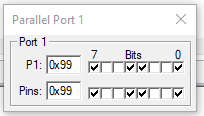 Parallel Port 1
Port 1
7 Bits 0
P1: 0x99
Pins: 0x99